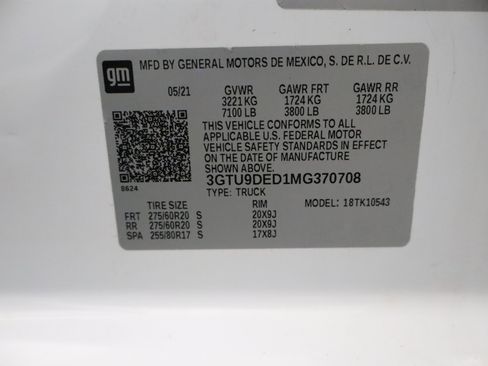 gm
MFD BY GENERAL MOTORS DE MEXICO, S. DE R.L. DE C.V.
05/21 GVWR GAWR FRT GAWR RR
3221 KG 1724 KG 1724 KG
7100 LB 3800 LB 3800 LB
THIS VEHICLE CONFORMS TO ALL
APPLICABLE U.S. FEDERAL MOTOR
VEHICLE SAFETY STANDARDS IN EFFECT
ON THE DATE OF MANUFACTURE
SHOWN ABOVE.
3GTU9DED1MG370708
8624 TYPE: TRUCK
TIRE SIZE RIM MODEL: 18TK10543
FRT 275/60R20 S 20X9J
RR 275/60R20 S 20X9J
SPA 255/80R17 S 17X8J